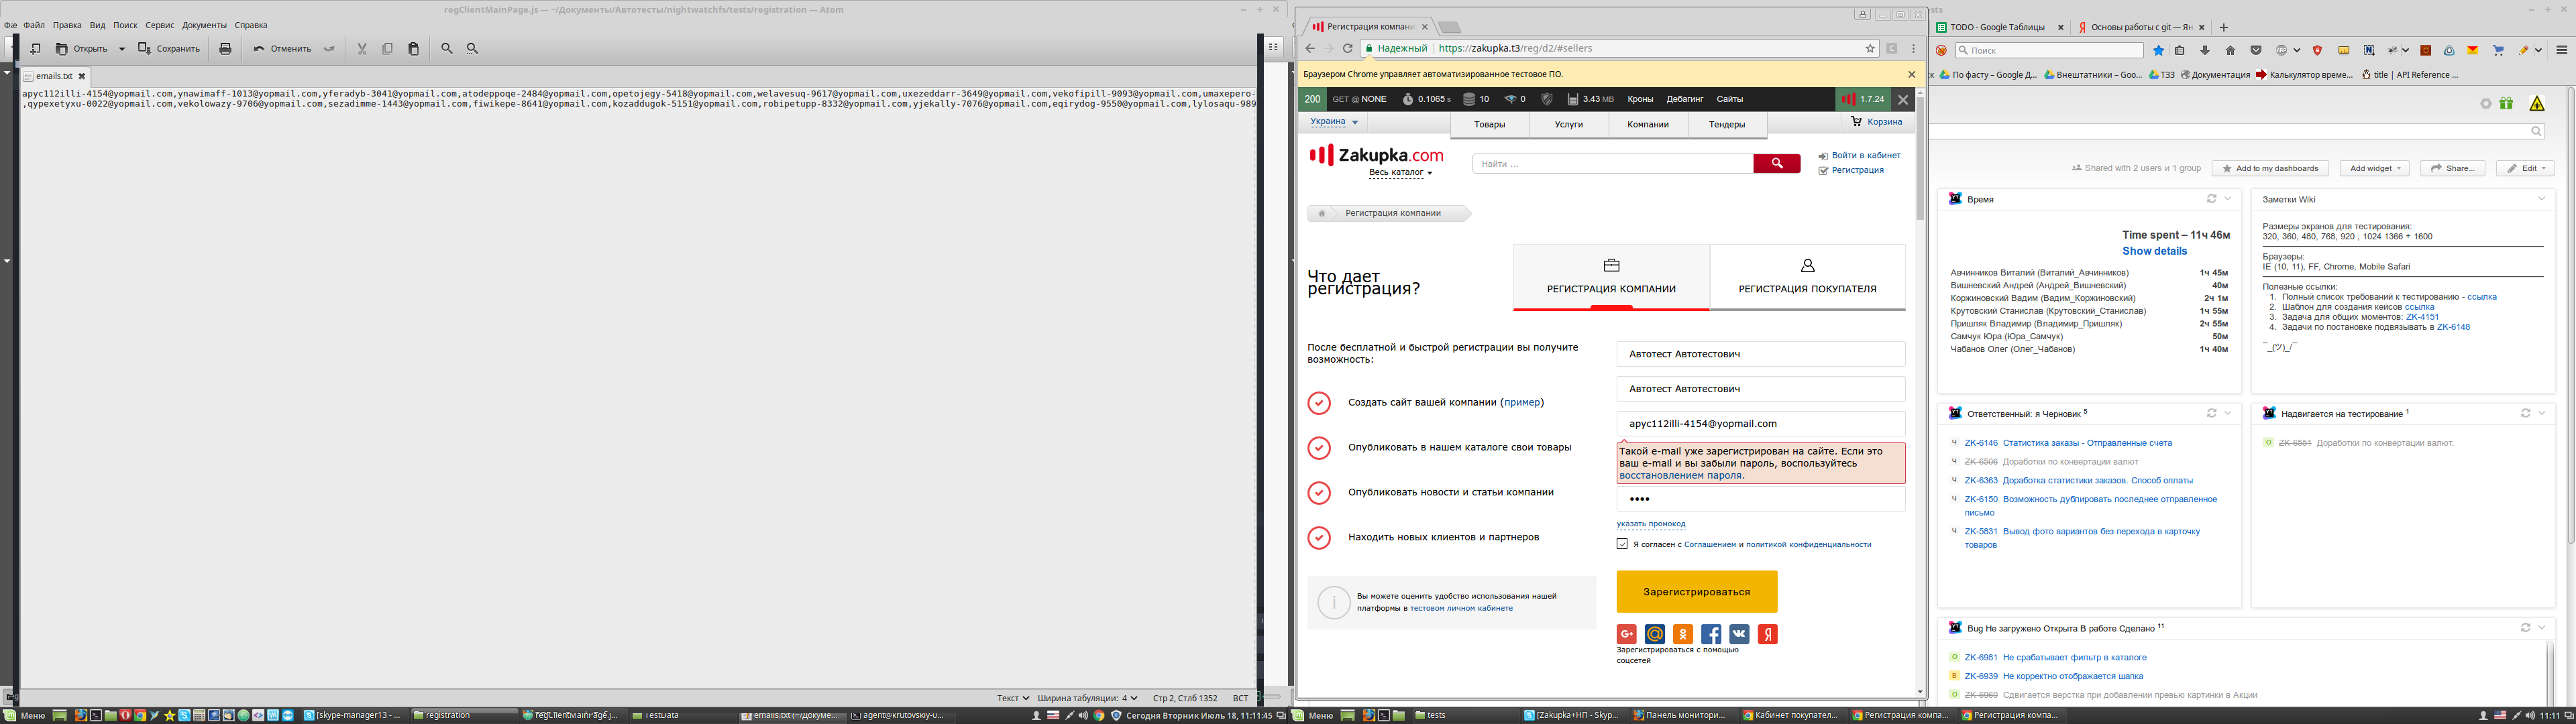 regClientMainPage.js — ~/Документы/Автотесты/nightwatchfs/tests/registration — Atom
Файл Правка Вид Поиск Сервис Документы Справка
Открыть Сохранить Отменить
emails.txt
apyc112illi-4154@yopmail.com,ynawimaff-1013@yopmail.com,yferadyb-3041@yopmail.com,atodeppoqe-2484@yopmail.com,opetojegy-5418@yopmail.com,welavesuq-9617@yopmail.com,uxezeddarr-3649@yopmail.com,vekofipill-9093@yopmail.com,umaxepero-
,qypexetyxu-0022@yopmail.com,vekolowazy-9706@yopmail.com,sezadimme-1443@yopmail.com,fiwikepe-8641@yopmail.com,kozaddugok-5151@yopmail.com,robipetupp-8332@yopmail.com,yjekally-7076@yopmail.com,eqirydog-9550@yopmail.com,lylosaqu-989
Текст Ширина табуляции: 4 Стр 2, Стлб 1352 ВСТ
Регистрация компани
Надежный https://zakupka.t3/reg/d2/#sellers
Браузером Chrome управляет автоматизированное тестовое ПО.
200 GET @ NONE 0.1065 s 10 0 3.43 MB Кроны Дебагинг Сайты 1.7.24
Украина Товары Услуги Компании Тендеры Корзина
Zakupka.com
Весь каталог
Найти ...
Войти в кабинет
Регистрация
Регистрация компании
Что дает
регистрация?
РЕГИСТРАЦИЯ КОМПАНИИ
РЕГИСТРАЦИЯ ПОКУПАТЕЛЯ
После бесплатной и быстрой регистрации вы получите
возможность:
Создать сайт вашей компании (пример)
Опубликовать в нашем каталоге свои товары
Опубликовать новости и статьи компании
Находить новых клиентов и партнеров
Вы можете оценить удобство использования нашей
платформы в тестовом личном кабинете
Автотест Автотестович
Автотест Автотестович
apyc112illi-4154@yopmail.com
Такой e-mail уже зарегистрирован на сайте. Если это
ваш e-mail и вы забыли пароль, воспользуйтесь
восстановлением пароля.
указать промокод
Я согласен с Соглашением и политикой конфиденциальности
Зарегистрироваться
Зарегистрироваться с помощью
соцсетей
TODO - Google Таблицы
Основы работы с git — Ян
Поиск
По фасту – Google Д...
Внештатники – Goo...
ТЗЗ
Документация
Калькулятор време...
title | API Reference ...
Shared with 2 users и 1 group
Add to my dashboards
Add widget
Share...
Edit
Время
Time spent – 11ч 46м
Show details
Авчинников Виталий (Виталий_Авчинников) 1ч 45м
Вишневский Андрей (Андрей_Вишневский) 40м
Коржиновский Вадим (Вадим_Коржиновский) 2ч 1м
Крутовский Станислав (Крутовский_Станислав) 1ч 55м
Пришляк Владимир (Владимир_Пришляк) 2ч 55м
Самчук Юра (Юра_Самчук) 50м
Чабанов Олег (Олег_Чабанов) 1ч 40м
Заметки Wiki
Размеры экранов для тестирования:
320, 360, 480, 768, 920 , 1024 1366 + 1600
Браузеры:
IE (10, 11), FF, Chrome, Mobile Safari
Полезные ссылки:
1. Полный список требований к тестированию - ссылка
2. Шаблон для создания кейсов ссылка
3. Задача для общих моментов: ZK-4151
4. Задачи по постановке подвязывать в ZK-6148
¯_(ツ)_/¯
Ответственный: я Черновик 5
Ч ZK-6146 Статистика заказы - Отправленные счета
Ч ZK-6506 Доработки по конвертации валют
Ч ZK-6363 Доработка статистики заказов. Способ оплаты
Ч ZK-6150 Возможность дублировать последнее отправленное
письмо
Ч ZK-5831 Вывод фото вариантов без перехода в карточку
товаров
Надвигается на тестирование 1
О ZK-6551 Доработки по конвертации валют.
Bug Не загружено Открыта В работе Сделано 11
О ZK-6981 Не срабатывает фильтр в каталоге
В ZK-6939 Не корректно отображается шапка
О ZK-6960 Сдвигается верстка при добавлении превью картинки в Акции
Меню
[skype-manager13 - ...
registration
regClientMainPage.j...
TestData
emails.txt (~/Докуме...
agent@krutovskiy-u...
Сегодня Вторник Июль 18, 11:11:45
Меню
tests
[Zakupka+НП - Skyp...
Панель монитори...
Кабинет покупател...
Регистрация компа...
Регистрация компа...
11:11